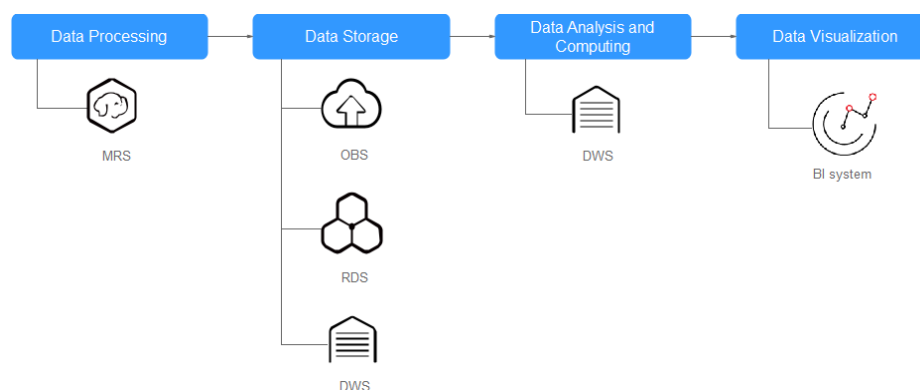 Data Processing
Data Storage
Data Analysis and
Computing
Data Visualization
MRS
OBS
DWS
BI system
RDS
DWS